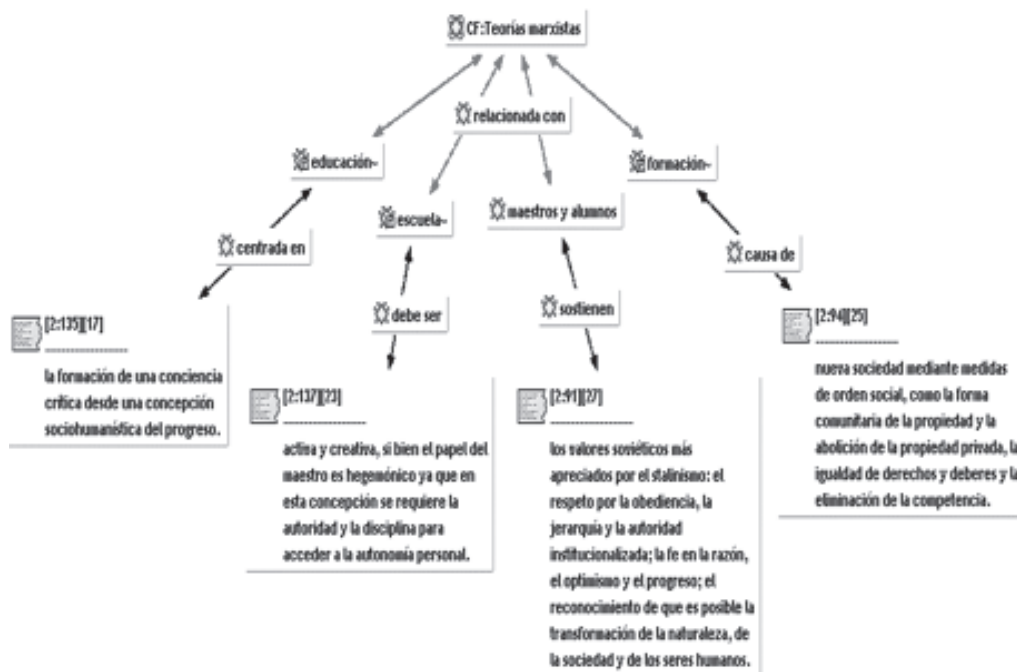 CF:Teorías marxistas
relacionada con
educación~
formación~
escuela~
maestros y alumnos
centrada en
causa de
debe ser
sostienen
[2:135][17]
la formación de una conciencia
crítica desde una concepción
sociohumanística del progreso.
[2:137][23]
activa y creativa, si bien el papel del
maestro es hegemónico ya que en
esta concepción se requiere la
autoridad y la disciplina para
acceder a la autonomía personal.
[2:91][27]
los valores soviéticos más
apreciados por el stalinismo: el
respeto por la obediencia, la
jerarquía y la autoridad
institucionalizada; la fe en la razón,
el optimismo y el progreso; el
reconocimiento de que es posible la
transformación de la naturaleza, de
la sociedad y de los seres humanos.
[2:94][25]
nueva sociedad mediante medidas
de orden social, como la forma
comunitaria de la propiedad y la
abolición de la propiedad privada, la
igualdad de derechos y deberes y la
eliminación de la competencia.